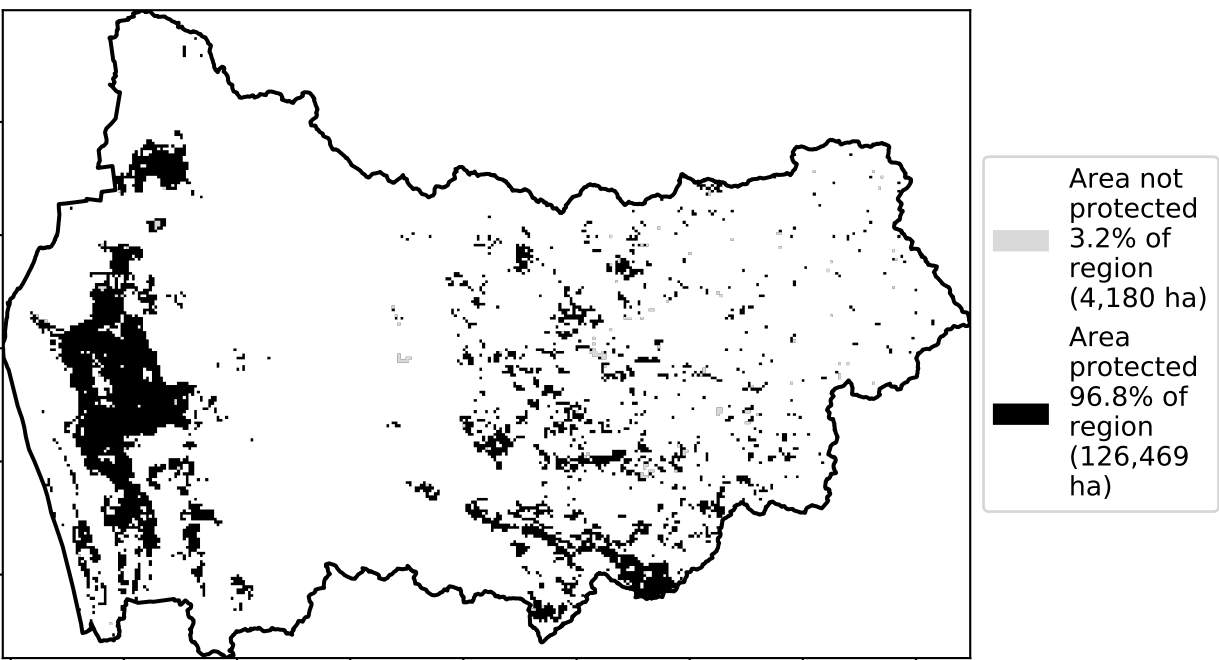 Area not
protected
3.2% of
region
(4,180 ha)
Area
protected
96.8% of
region
(126,469
ha)